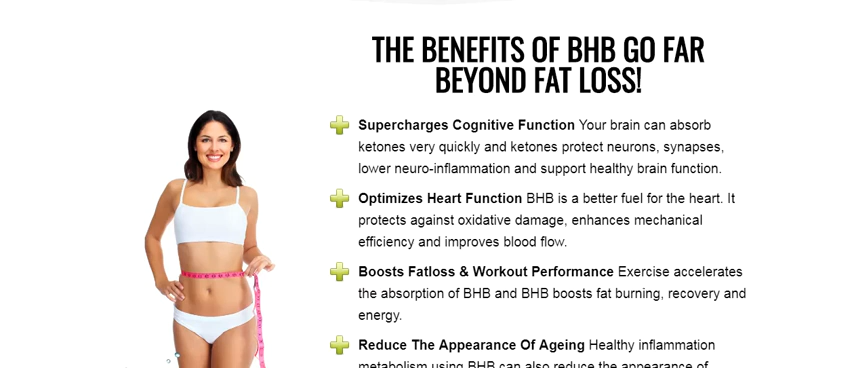 THE BENEFITS OF BHB GO FAR
BEYOND FAT LOSS!
Supercharges Cognitive Function Your brain can absorb
ketones very quickly and ketones protect neurons, synapses,
lower neuro-inflammation and support healthy brain function.
Optimizes Heart Function BHB is a better fuel for the heart. It
protects against oxidative damage, enhances mechanical
efficiency and improves blood flow.
Boosts Fatloss & Workout Performance Exercise accelerates
the absorption of BHB and BHB boosts fat burning, recovery and
energy.
Reduce The Appearance Of Ageing Healthy inflammation
metabolism using BHB can also reduce the appearance of